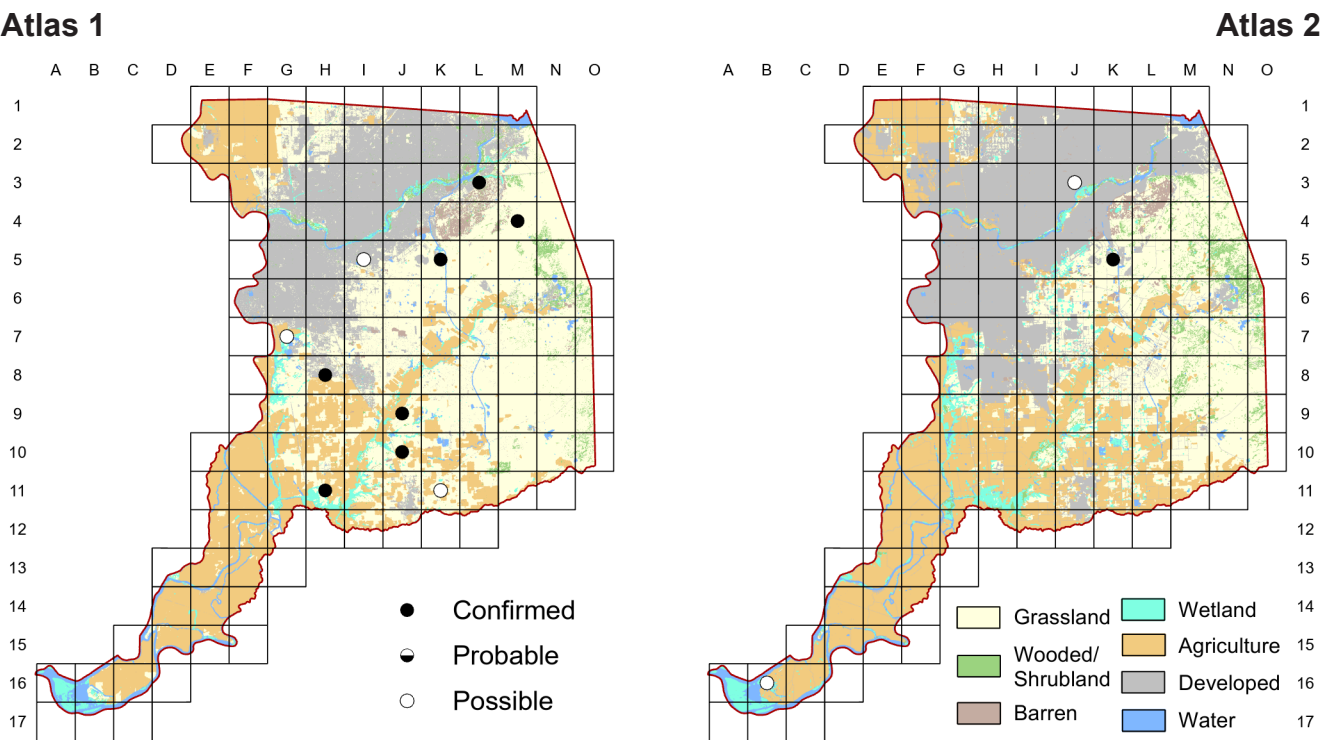 Atlas 1
Atlas 2
A B C D E F G H I J K L M N O
A B C D E F G H I J K L M N O
1
2
3
4
5
6
7
8
9
10
11
12
13
14
15
16
17
1
2
3
4
5
6
7
8
9
10
11
12
13
14
15
16
17
Confirmed
Probable
Possible
Grassland
Wooded/
Shrubland
Barren
Wetland
Agriculture
Developed
Water